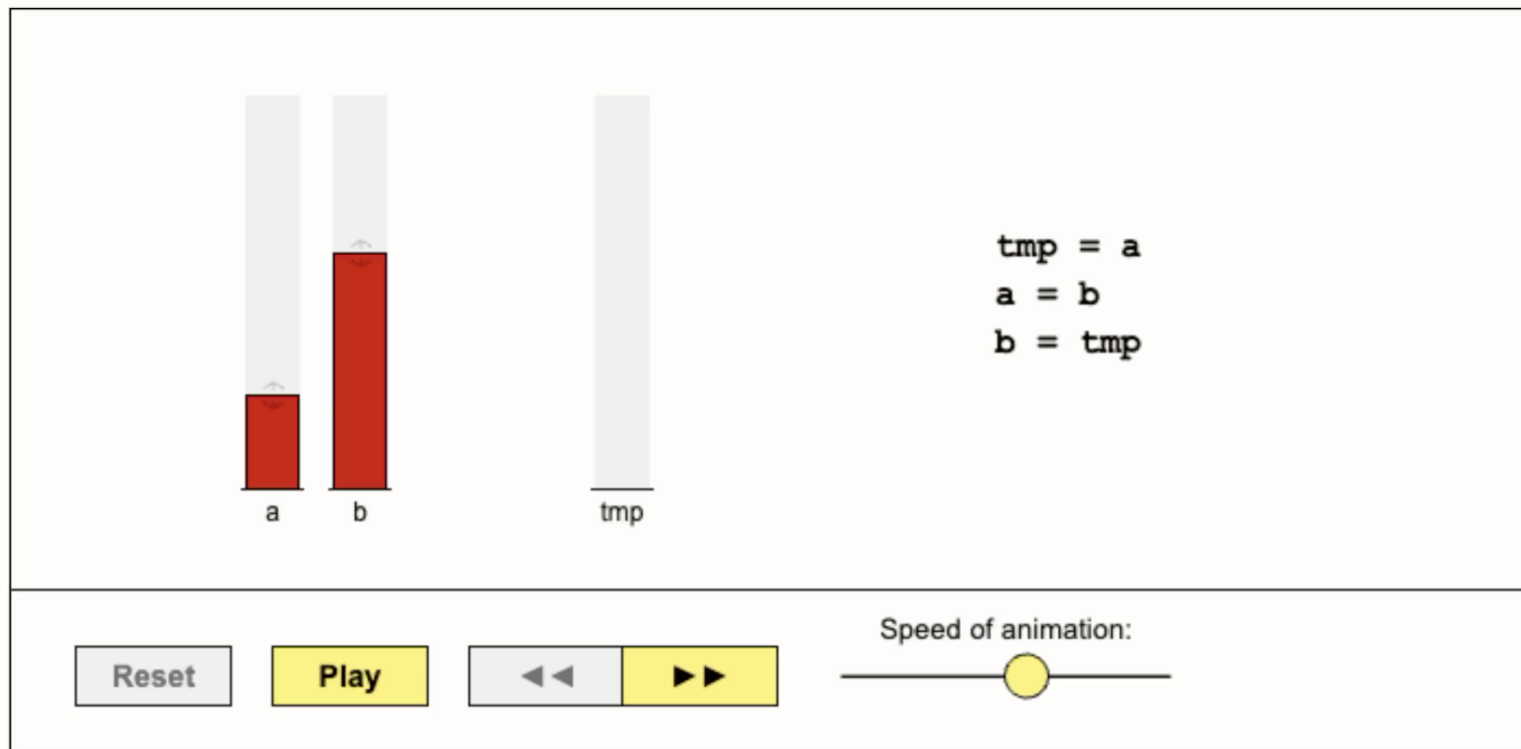 tmp = a
a = b
b = tmp
a b tmp
Speed of animation:
Reset Play ◄◄ ►►